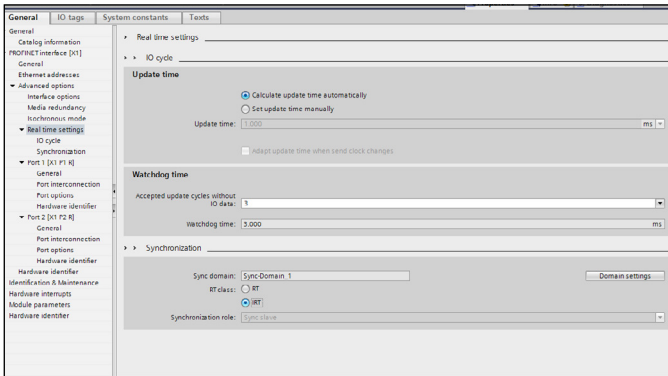 General
IO tags
System constants
Texts
General
Catalog information
PROFINET interface [X1]
General
Ethernet addresses
Advanced options
Interface options
Media redundancy
Isochronous mode
Real time settings
IO cycle
Synchronization
Port 1 [X1 P1 R]
General
Port interconnection
Port options
Hardware identifier
Port 2 [X1 P2 R]
General
Port interconnection
Port options
Hardware identifier
Hardware identifier
Identification & Maintenance
Hardware interrupts
Module parameters
Hardware identifier
Real time settings
IO cycle
Update time
Calculate update time automatically
Set update time manually
Update time: 1.000 ms
Adapt update time when send clock changes
Watchdog time
Accepted update cycles without
IO data: 3
Watchdog time: 3.000 ms
Synchronization
Sync domain: Sync-Domain_1 Domain settings
RT class: RT
IRT
Synchronization role: Sync slave